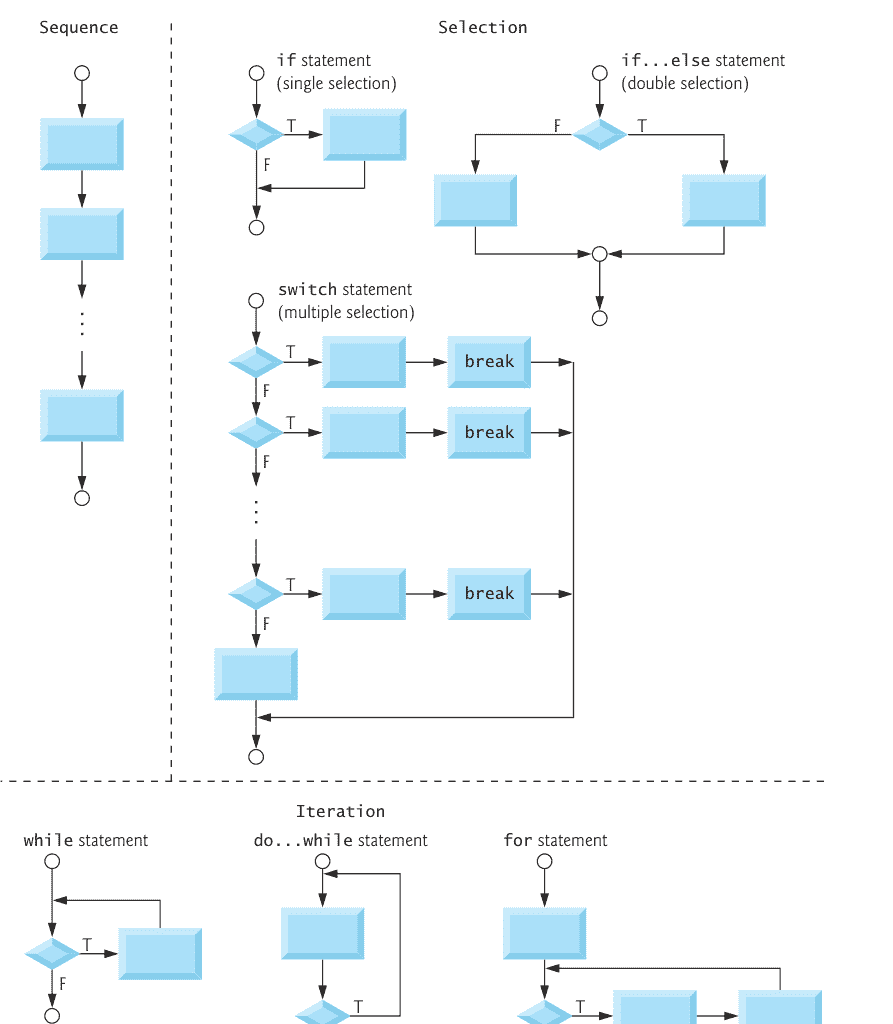 Sequence
Selection
if statement
(single selection)
T
F
if...else statement
(double selection)
F
T
switch statement
(multiple selection)
T
break
F
T
break
F
T
break
F
Iteration
while statement
T
F
do...while statement
T
for statement
T